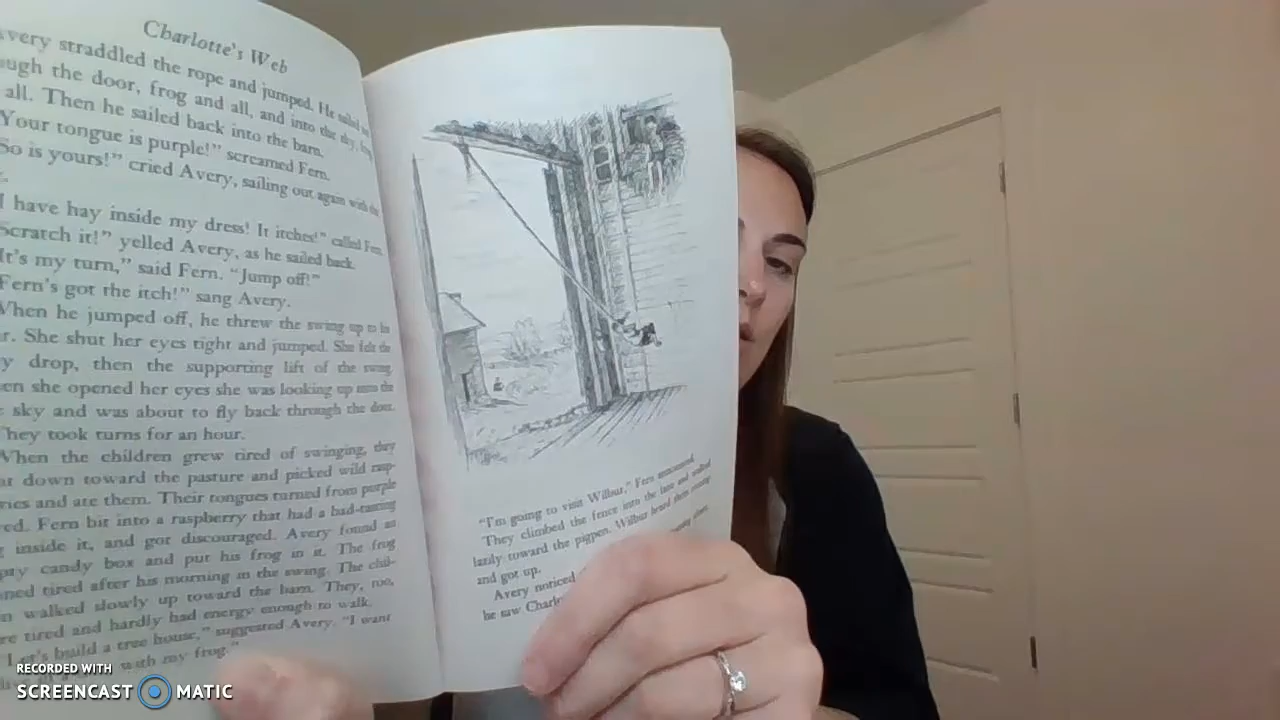 Charlotte's Web
Avery straddled the rope and jumped. He sailed
through the door, frog and all, and into the sky, frog
all. Then he sailed back into the barn.
Your tongue is purple!" screamed Fern.
So is yours!" cried Avery, sailing out again with the
I have hay inside my dress! It itches!" called Fern.
Scratch it!" yelled Avery, as he sailed back.
It's my turn," said Fern. "Jump off!"
Fern's got the itch!" sang Avery.
When he jumped off, he threw the swing up to his
She shut her eyes tight and jumped. She felt the
drop, then the supporting lift of the swing.
she opened her eyes she was looking up into the
sky and was about to fly back through the door.
They took turns for an hour.
When the children grew tired of swinging, they
down toward the pasture and picked wild rasp-
and ate them. Their tongues turned from purple
red. Fern bit into a raspberry that had a bad-tasting
inside it, and got discouraged. Avery found an
candy box and put his frog in it. The frog
tired after his morning in the swing. The chil-
walked slowly up toward the barn. They, too,
tired and hardly had energy enough to walk.
Let's build a tree house," suggested Avery. "I want
with my frog."
"I'm going to visit Wilbur," Fern announced.
They climbed the fence into the lane and walked
lazily toward the pigpen. Wilbur heard them coming
and got up.
Avery noticed
he saw
RECORDED WITH
SCREENCAST MATIC